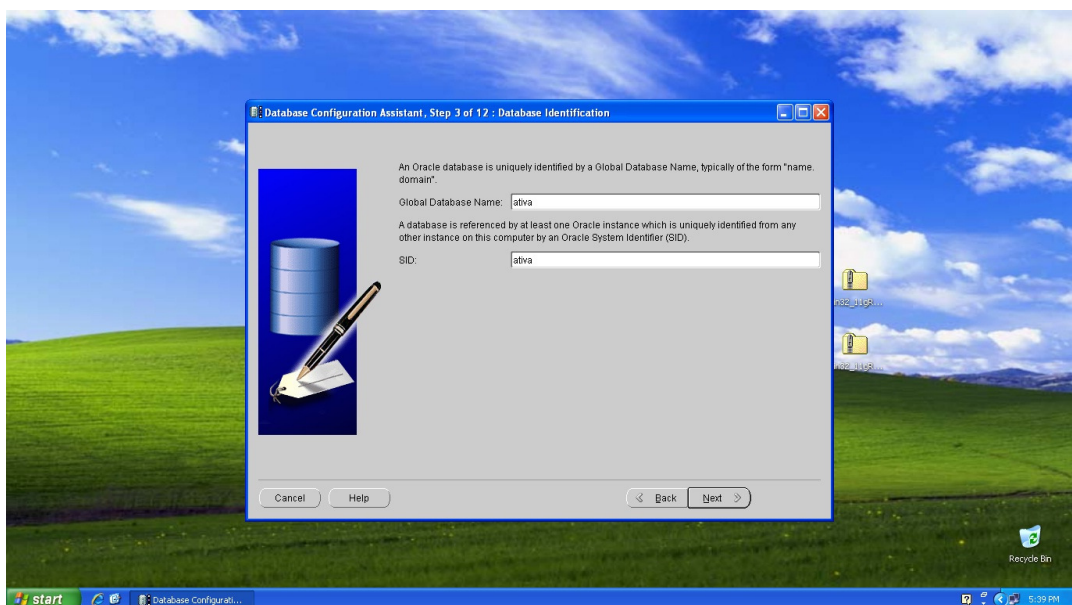 Database Configuration Assistant, Step 3 of 12 : Database Identification
An Oracle database is uniquely identified by a Global Database Name, typically of the form "name.
domain".
Global Database Name: ativa
A database is referenced by at least one Oracle instance which is uniquely identified from any
other instance on this computer by an Oracle System Identifier (SID).
SID: ativa
n32_11gR...
n32_11gR...
Cancel
Help
Back
Next
Recycle Bin
start
Database Configurati...
5:39 PM